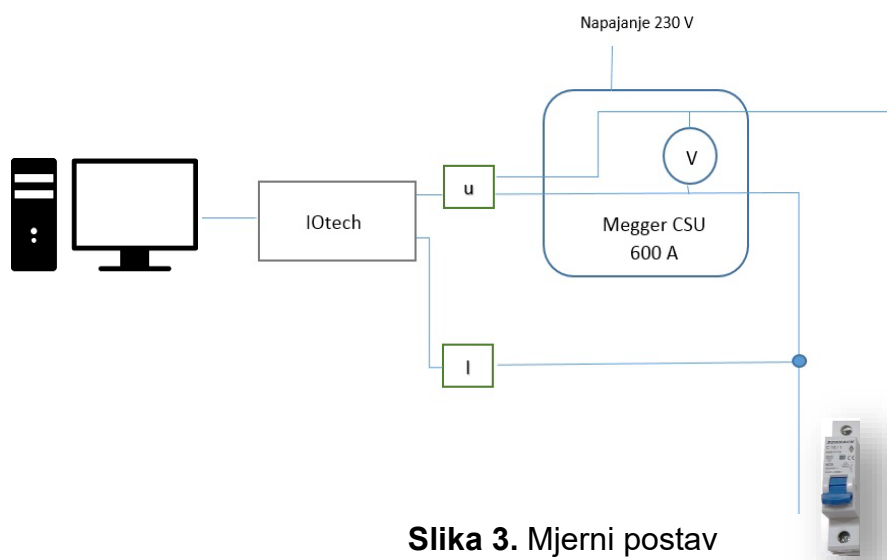 Napajanje 230 V
V
u
IOtech
Megger CSU
600 A
I
Slika 3. Mjerni postav